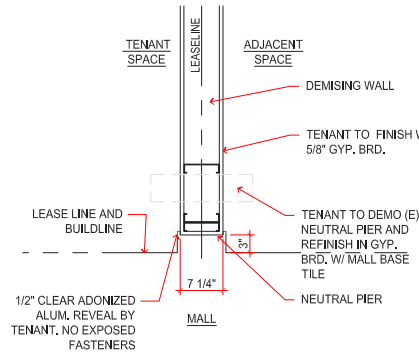 TENANT
SPACE
LEASELINE
ADJACENT
SPACE
DEMISING WALL
TENANT TO FINISH W
5/8" GYP. BRD.
LEASE LINE AND
BUILDLINE
TENANT TO DEMO (E)
NEUTRAL PIER AND
REFINISH IN GYP.
BRD. W/ MALL BASE
TILE
3"
7 1/4"
NEUTRAL PIER
1/2" CLEAR ADONIZED
ALUM. REVEAL BY
TENANT. NO EXPOSED
FASTENERS
MALL